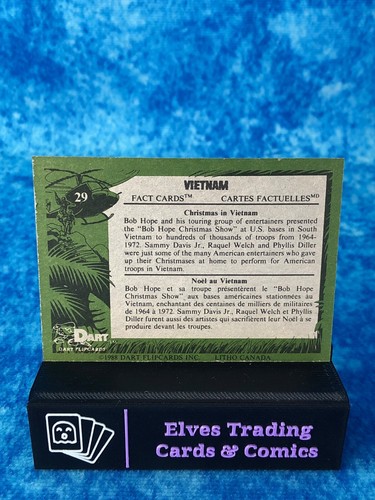 29
VIETNAM
FACT CARDS™
CARTES FACTUELLES MD
Christmas in Vietnam
Bob Hope and his touring group of entertainers presented
the "Bob Hope Christmas Show" at U.S. bases in South
Vietnam to hundreds of thousands of troops from 1964-
1972. Sammy Davis Jr., Raquel Welch and Phyllis Diller
were just some of the many American entertainers who gave
up their Christmases at home to perform for American
troops in Vietnam.
Noël au Vietnam
Bob Hope et sa troupe présentèrent le "Bob Hope
Christmas Show" aux bases américaines stationnées au
Vietnam, enchantant des centaines de milliers de militaires
de 1964 à 1972. Sammy Davis Jr., Raquel Welch et Phyllis
Diller furent aussi des artistes qui sacrifièrent leur Noël à se
produire devant les troupes.
DART
DART FLIPCARDS
©1988 DART FLIPCARDS INC. LITHO CANADA
Elves Trading
Cards & Comics